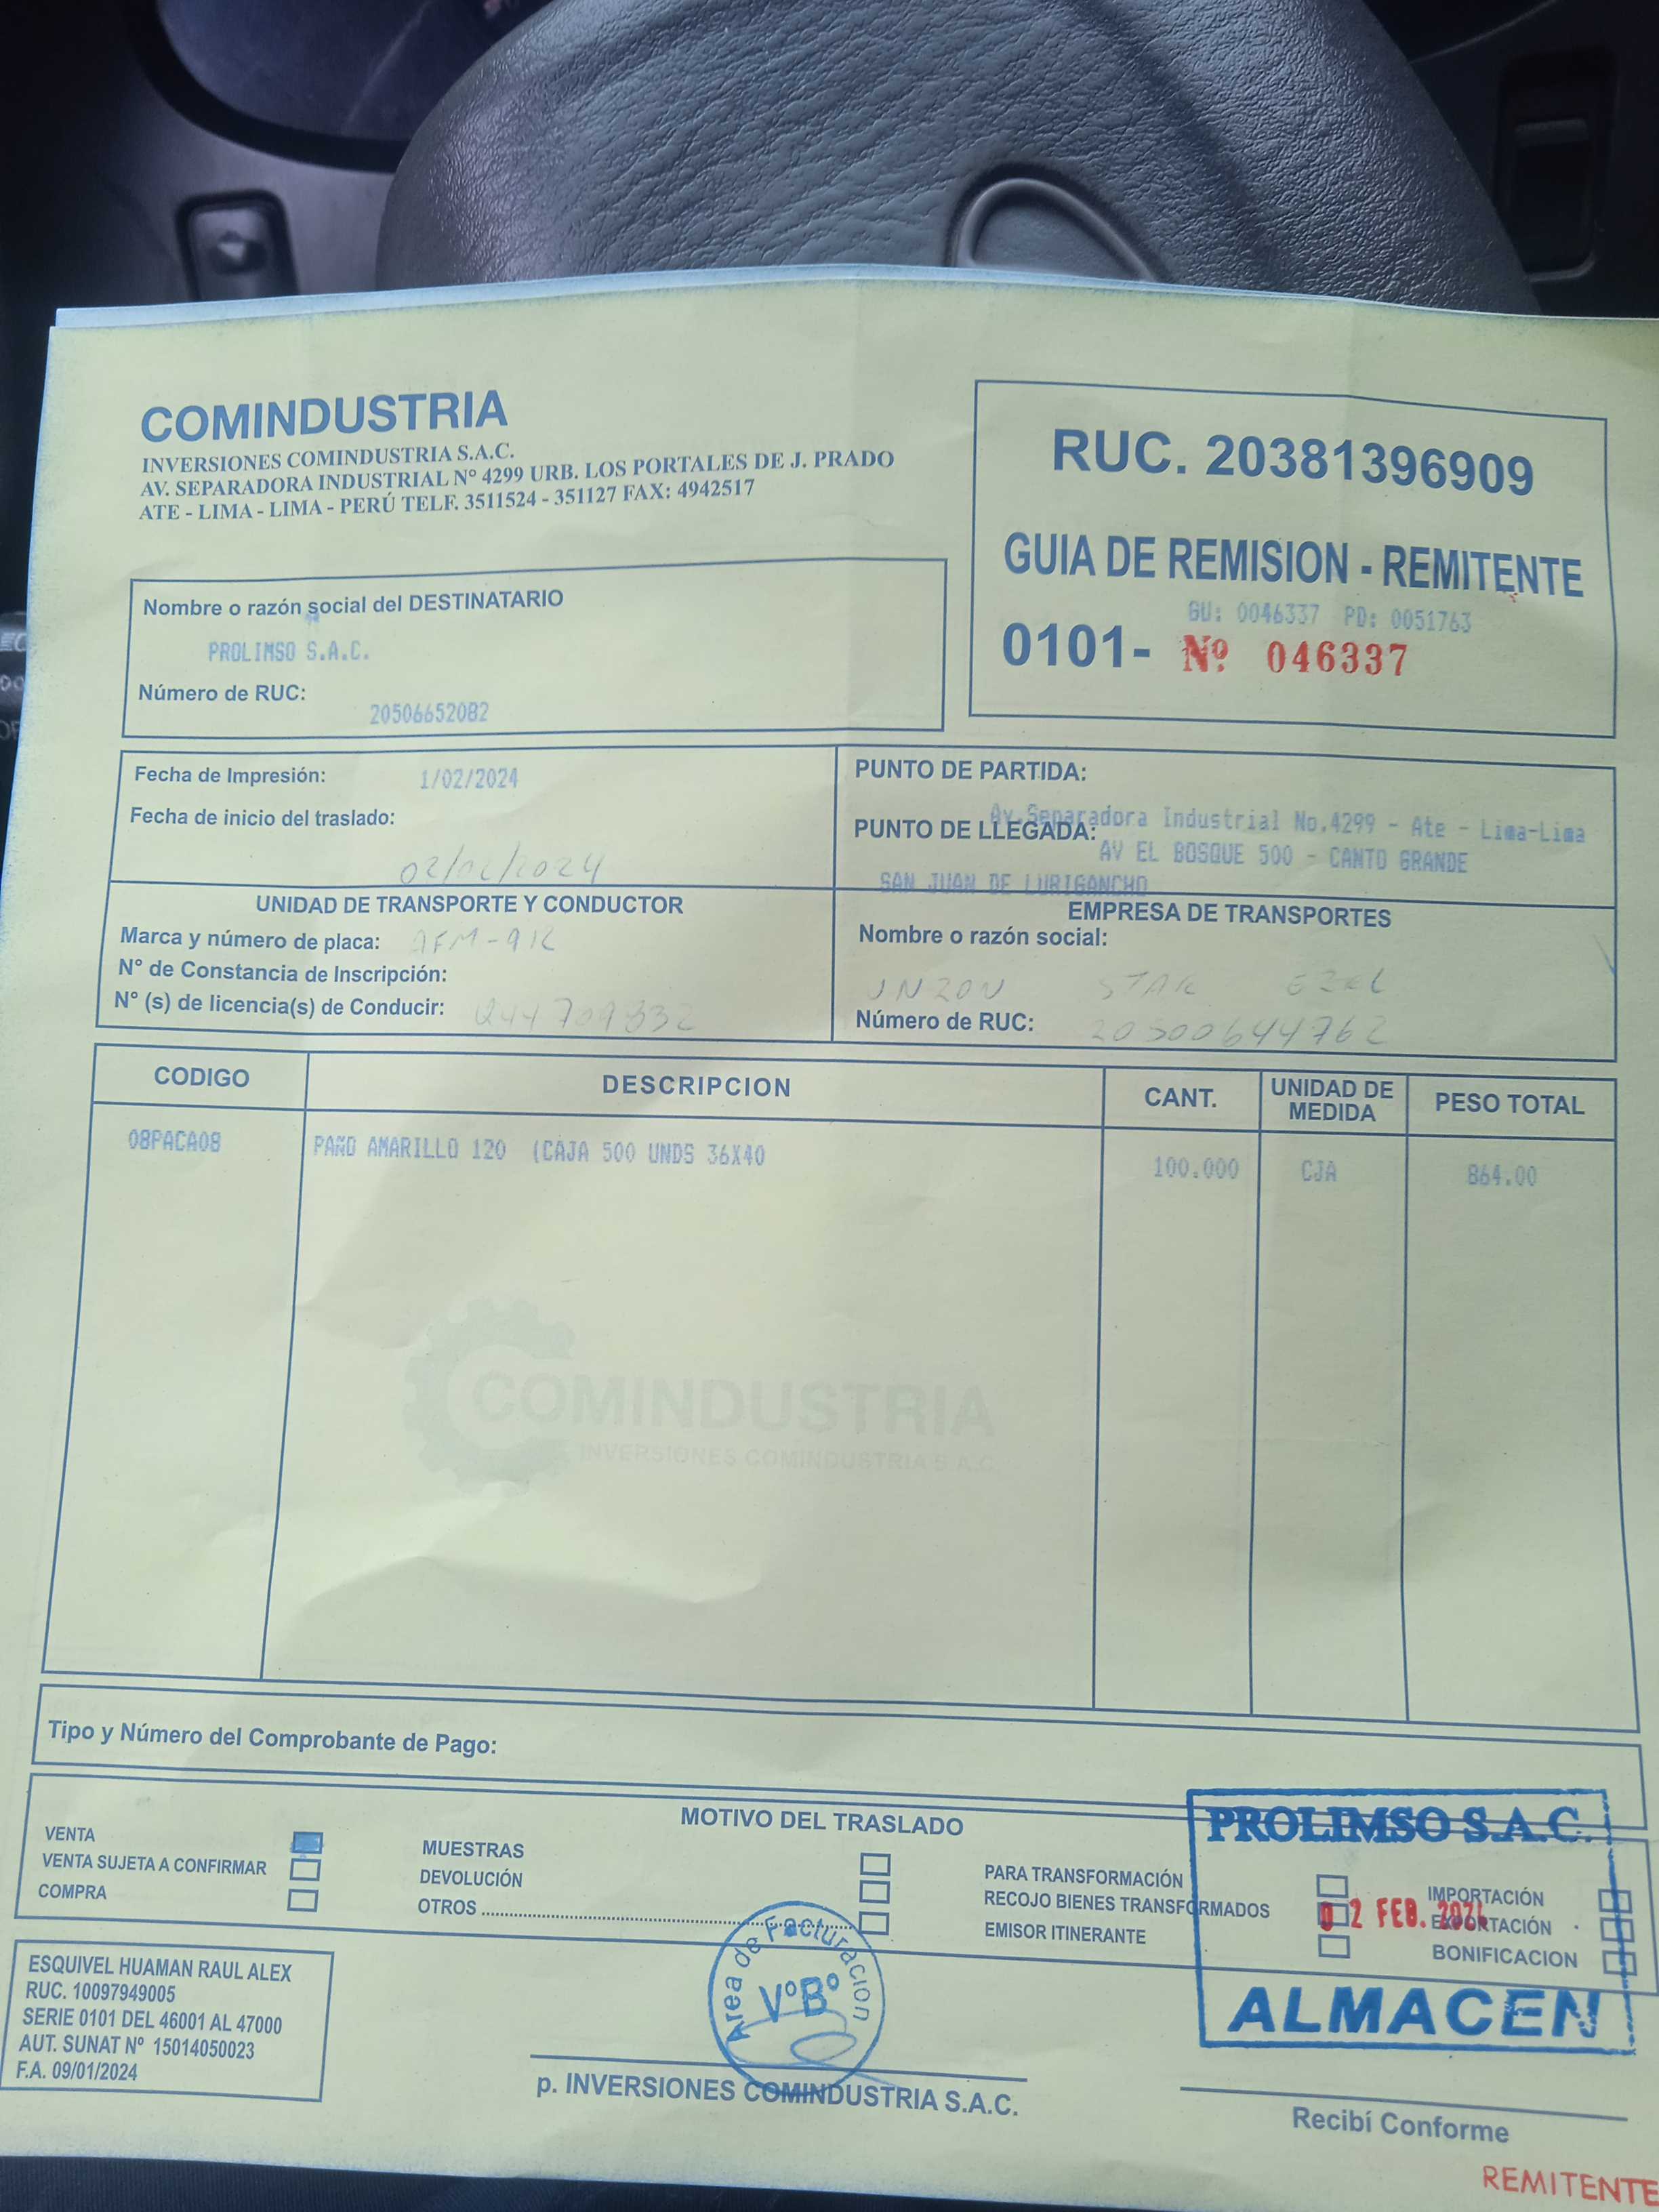 COMINDUSTRIA
INVERSIONES COMINDUSTRIA S.A.C.
AV. SEPARADORA INDUSTRIAL Nº 4299 URB. LOS PORTALES DE J. PRADO
ATE - LIMA - LIMA - PERÚ TELF. 3511524 - 351127 FAX: 4942517
RUC. 20381396909
GUIA DE REMISION - REMITENTE
GU: 0046337 PD: 0051763
0101- Nº 046337
Nombre o razón social del DESTINATARIO
PROLIMSO S.A.C.
Número de RUC:
20506652082
Fecha de Impresión: 1/02/2024
Fecha de inicio del traslado:
02/02/2024
PUNTO DE PARTIDA:
Av.Separadora Industrial No.4299 - Ate - Lima-Lima
PUNTO DE LLEGADA:
AV EL BOSQUE 500 - CANTO GRANDE
SAN JUAN DE LURIGANCHO
UNIDAD DE TRANSPORTE Y CONDUCTOR
Marca y número de placa:
Nº de Constancia de Inscripción:
Nº (s) de licencia(s) de Conducir:
EMPRESA DE TRANSPORTES
Nombre o razón social:
STAR
Número de RUC:
CODIGO DESCRIPCION CANT. UNIDAD DE MEDIDA PESO TOTAL
08PACA08 PAÑO AMARILLO 120 (CAJA 500 UNDS 36X40 100.000 CJA 864.00
COMINDUSTRIA
INVERSIONES COMINDUSTRIA S.A.C.
Tipo y Número del Comprobante de Pago:
MOTIVO DEL TRASLADO
VENTA
VENTA SUJETA A CONFIRMAR
COMPRA
MUESTRAS
DEVOLUCIÓN
OTROS
PARA TRANSFORMACIÓN
RECOJO BIENES TRANSFORMADOS
EMISOR ITINERANTE
IMPORTACIÓN
EXPORTACIÓN
BONIFICACION
PROLIMSO S.A.C.
02 FEB. 2024
ALMACEN
ESQUIVEL HUAMAN RAUL ALEX
RUC. 10097949005
SERIE 0101 DEL 46001 AL 47000
AUT. SUNAT Nº 15014050023
F.A. 09/01/2024
Area de Facturacion
VºBº
p. INVERSIONES COMINDUSTRIA S.A.C.
Recibí Conforme
REMITENTE